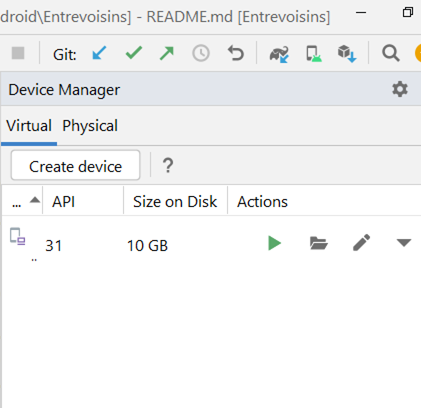 droid\Entrevoisins] - README.md [Entrevoisins]
Git:
Device Manager
Virtual Physical
Create device ?
... API Size on Disk Actions
31 10 GB
..